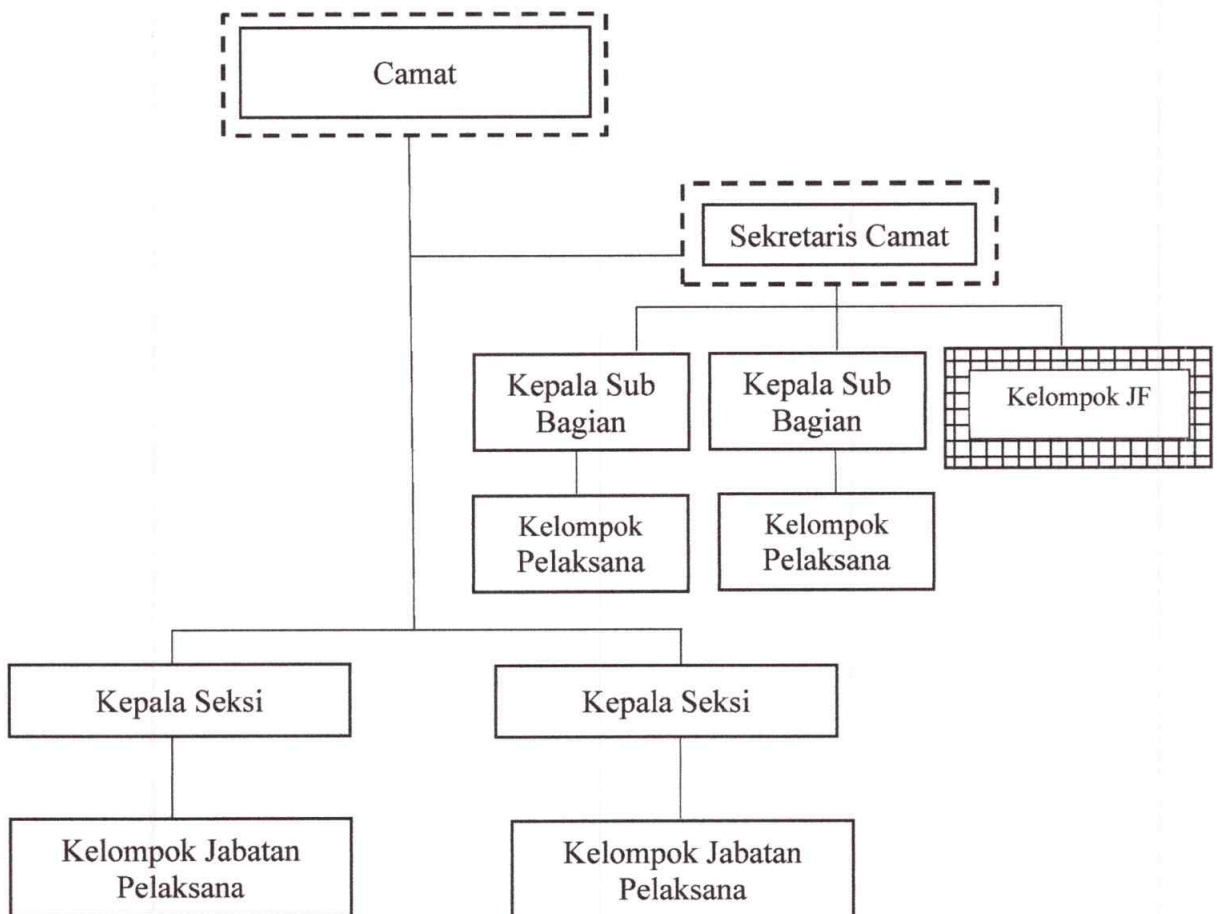 Camat
Sekretaris Camat
Kepala Sub
Bagian
Kepala Sub
Bagian
Kelompok JF
Kelompok
Pelaksana
Kelompok
Pelaksana
Kepala Seksi
Kepala Seksi
Kelompok Jabatan
Pelaksana
Kelompok Jabatan
Pelaksana